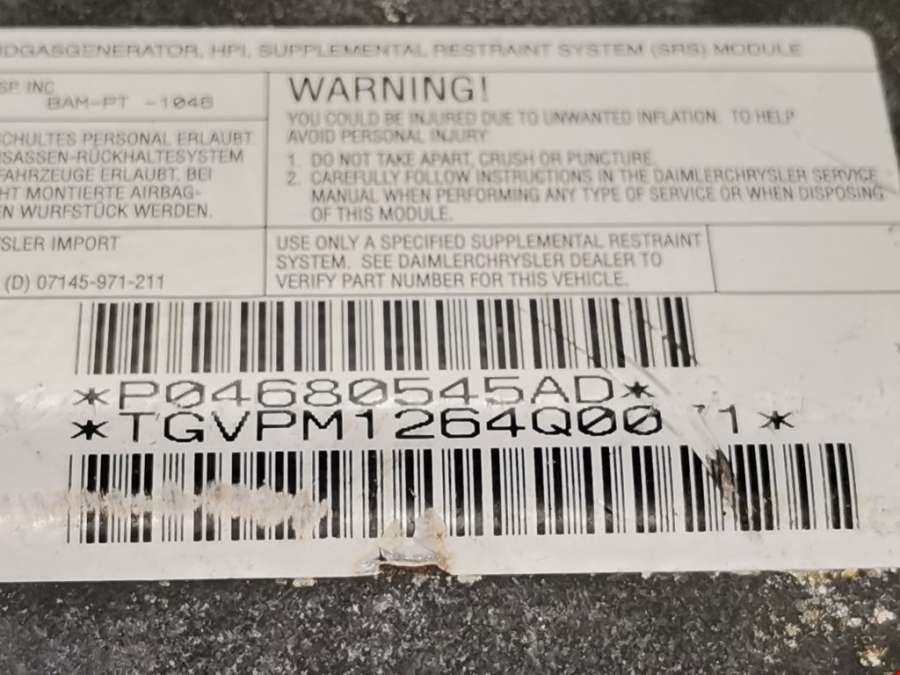 DGASGENERATOR, HPI, SUPPLEMENTAL RESTRAINT SYSTEM (SRS) MODULE
SP INC
BAM-PT -1046
SCHULTES PERSONAL ERLAUBT
SASSEN-RÜCKHALTESYSTEM
FAHRZEUGE ERLAUBT. BEI
HT MONTIERTE AIRBAG-
N WURFSTÜCK WERDEN.
WARNING!
YOU COULD BE INJURED DUE TO UNWANTED INFLATION. TO HELP
AVOID PERSONAL INJURY
1. DO NOT TAKE APART, CRUSH OR PUNCTURE.
2. CAREFULLY FOLLOW INSTRUCTIONS IN THE DAIMLERCHRYSLER SERVICE
MANUAL WHEN PERFORMING ANY TYPE OF SERVICE OR WHEN DISPOSING
OF THIS MODULE.
SLER IMPORT
(D) 07145-971-211
USE ONLY A SPECIFIED SUPPLEMENTAL RESTRAINT
SYSTEM. SEE DAIMLERCHRYSLER DEALER TO
VERIFY PART NUMBER FOR THIS VEHICLE.
*P04680545AD*
*TGVPM1264Q00 1*